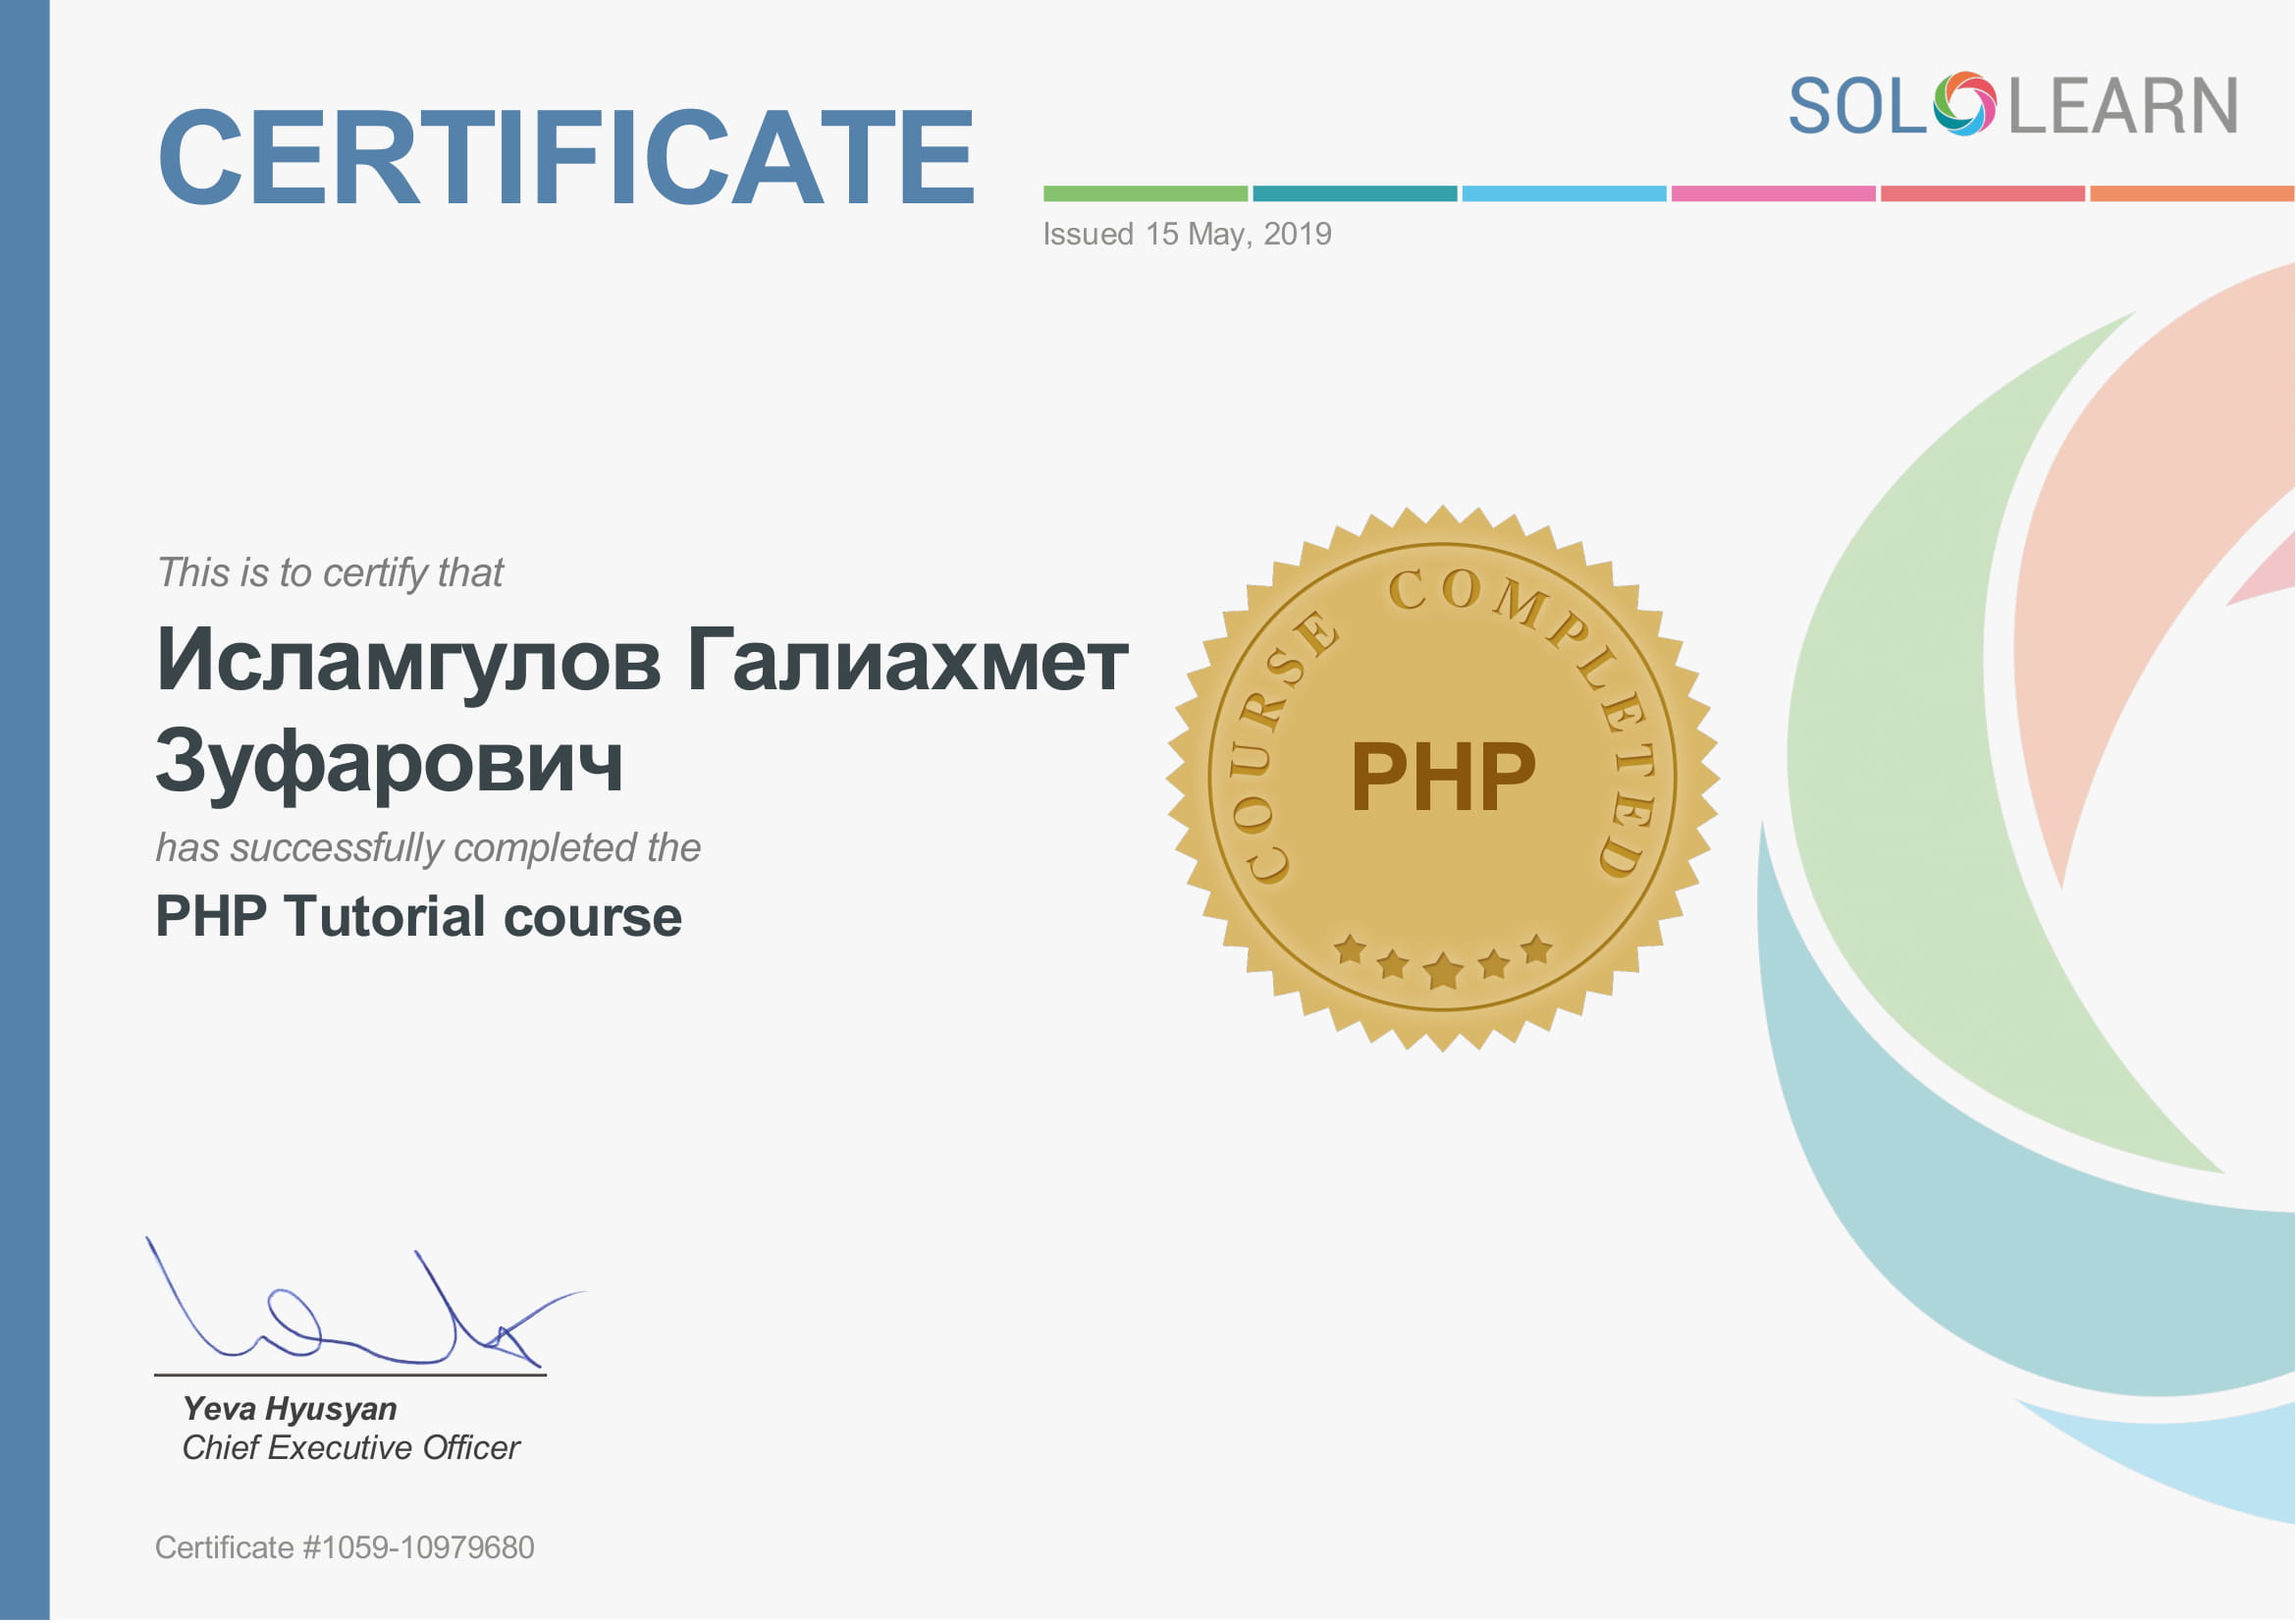 CERTIFICATE
SOLOLEARN
Issued 15 May, 2019
This is to certify that
Исламгулов Галиахмет
Зуфарович
has successfully completed the
PHP Tutorial course
COURSE COMPLETED
PHP
Yeva Hyusyan
Chief Executive Officer
Certificate #1059-10979680